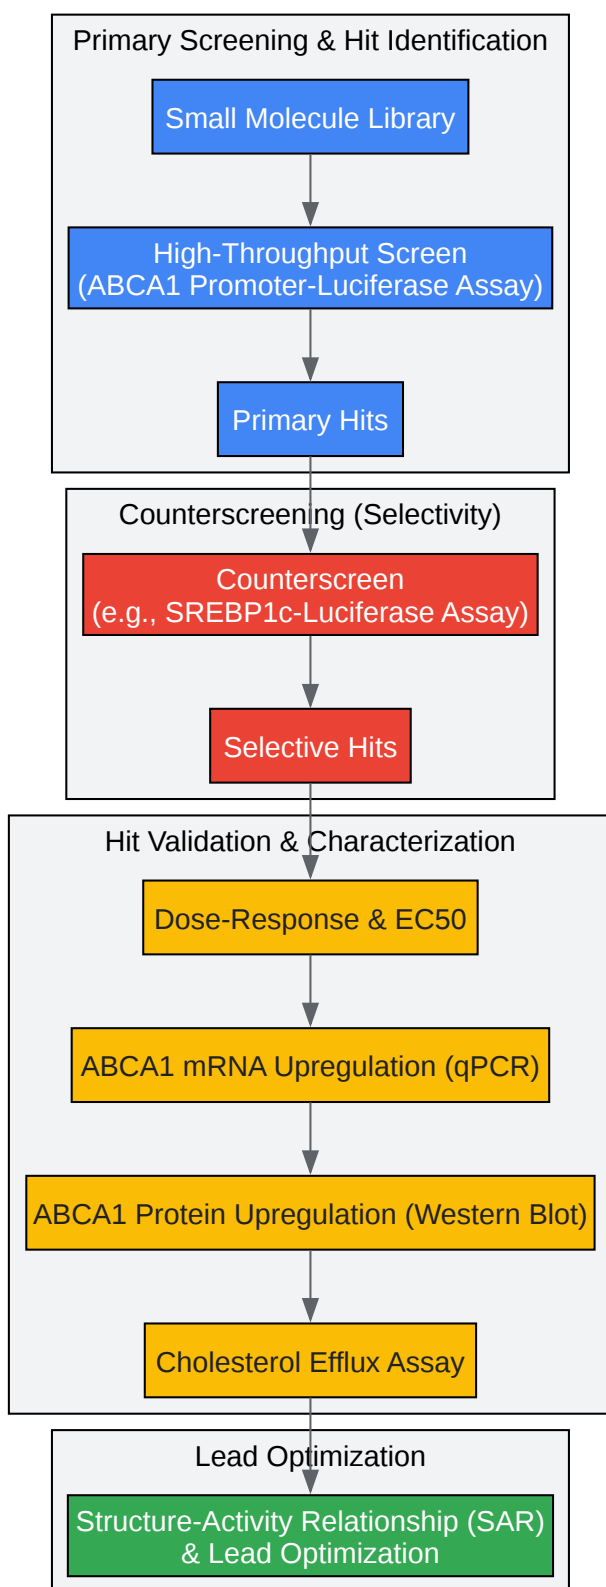 Primary Screening & Hit Identification
Small Molecule Library
High-Throughput Screen
(ABCA1 Promoter-Luciferase Assay)
Primary Hits
Counterscreening (Selectivity)
Counterscreen
(e.g., SREBP1c-Luciferase Assay)
Selective Hits
Hit Validation & Characterization
Dose-Response & EC50
ABCA1 mRNA Upregulation (qPCR)
ABCA1 Protein Upregulation (Western Blot)
Cholesterol Efflux Assay
Lead Optimization
Structure-Activity Relationship (SAR)
& Lead Optimization